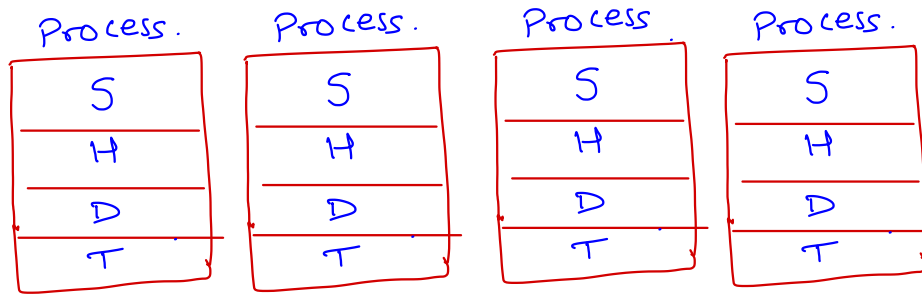 Process. Process. Process. Process.
S S S S
H H H H
D D D D
T T T T